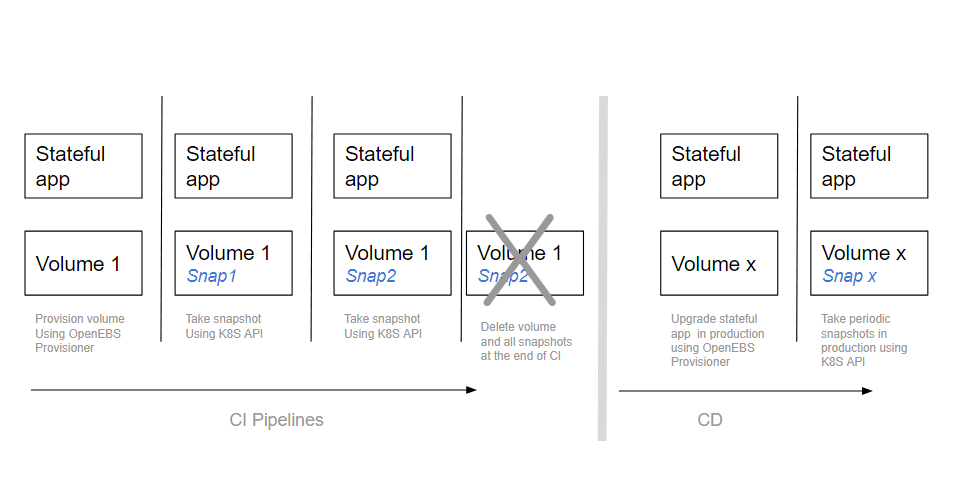 Stateful
app
Volume 1
Provision volume
Using OpenEBS
Provisioner
Stateful
app
Volume 1
Snap1
Take snapshot
Using K8S API
Stateful
app
Volume 1
Snap2
Take snapshot
Using K8S API
Volume 1
Snap2
Delete volume
and all snapshots
at the end of CI
CI Pipelines
Stateful
app
Volume x
Upgrade stateful
app in production
using OpenEBS
Provisioner
Stateful
app
Volume x
Snap x
Take periodic
snapshots in
production using
K8S API
CD